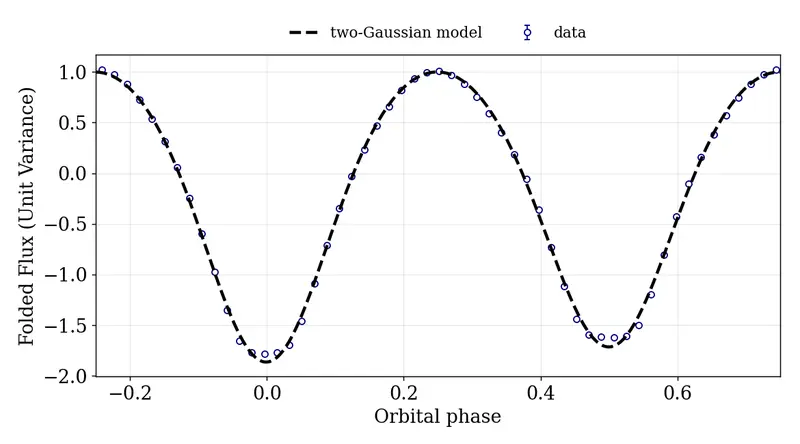 two-Gaussian model
data
Folded Flux (Unit Variance)
1.0
0.5
0.0
−0.5
−1.0
−1.5
−2.0
−0.2 0.0 0.2 0.4 0.6
Orbital phase